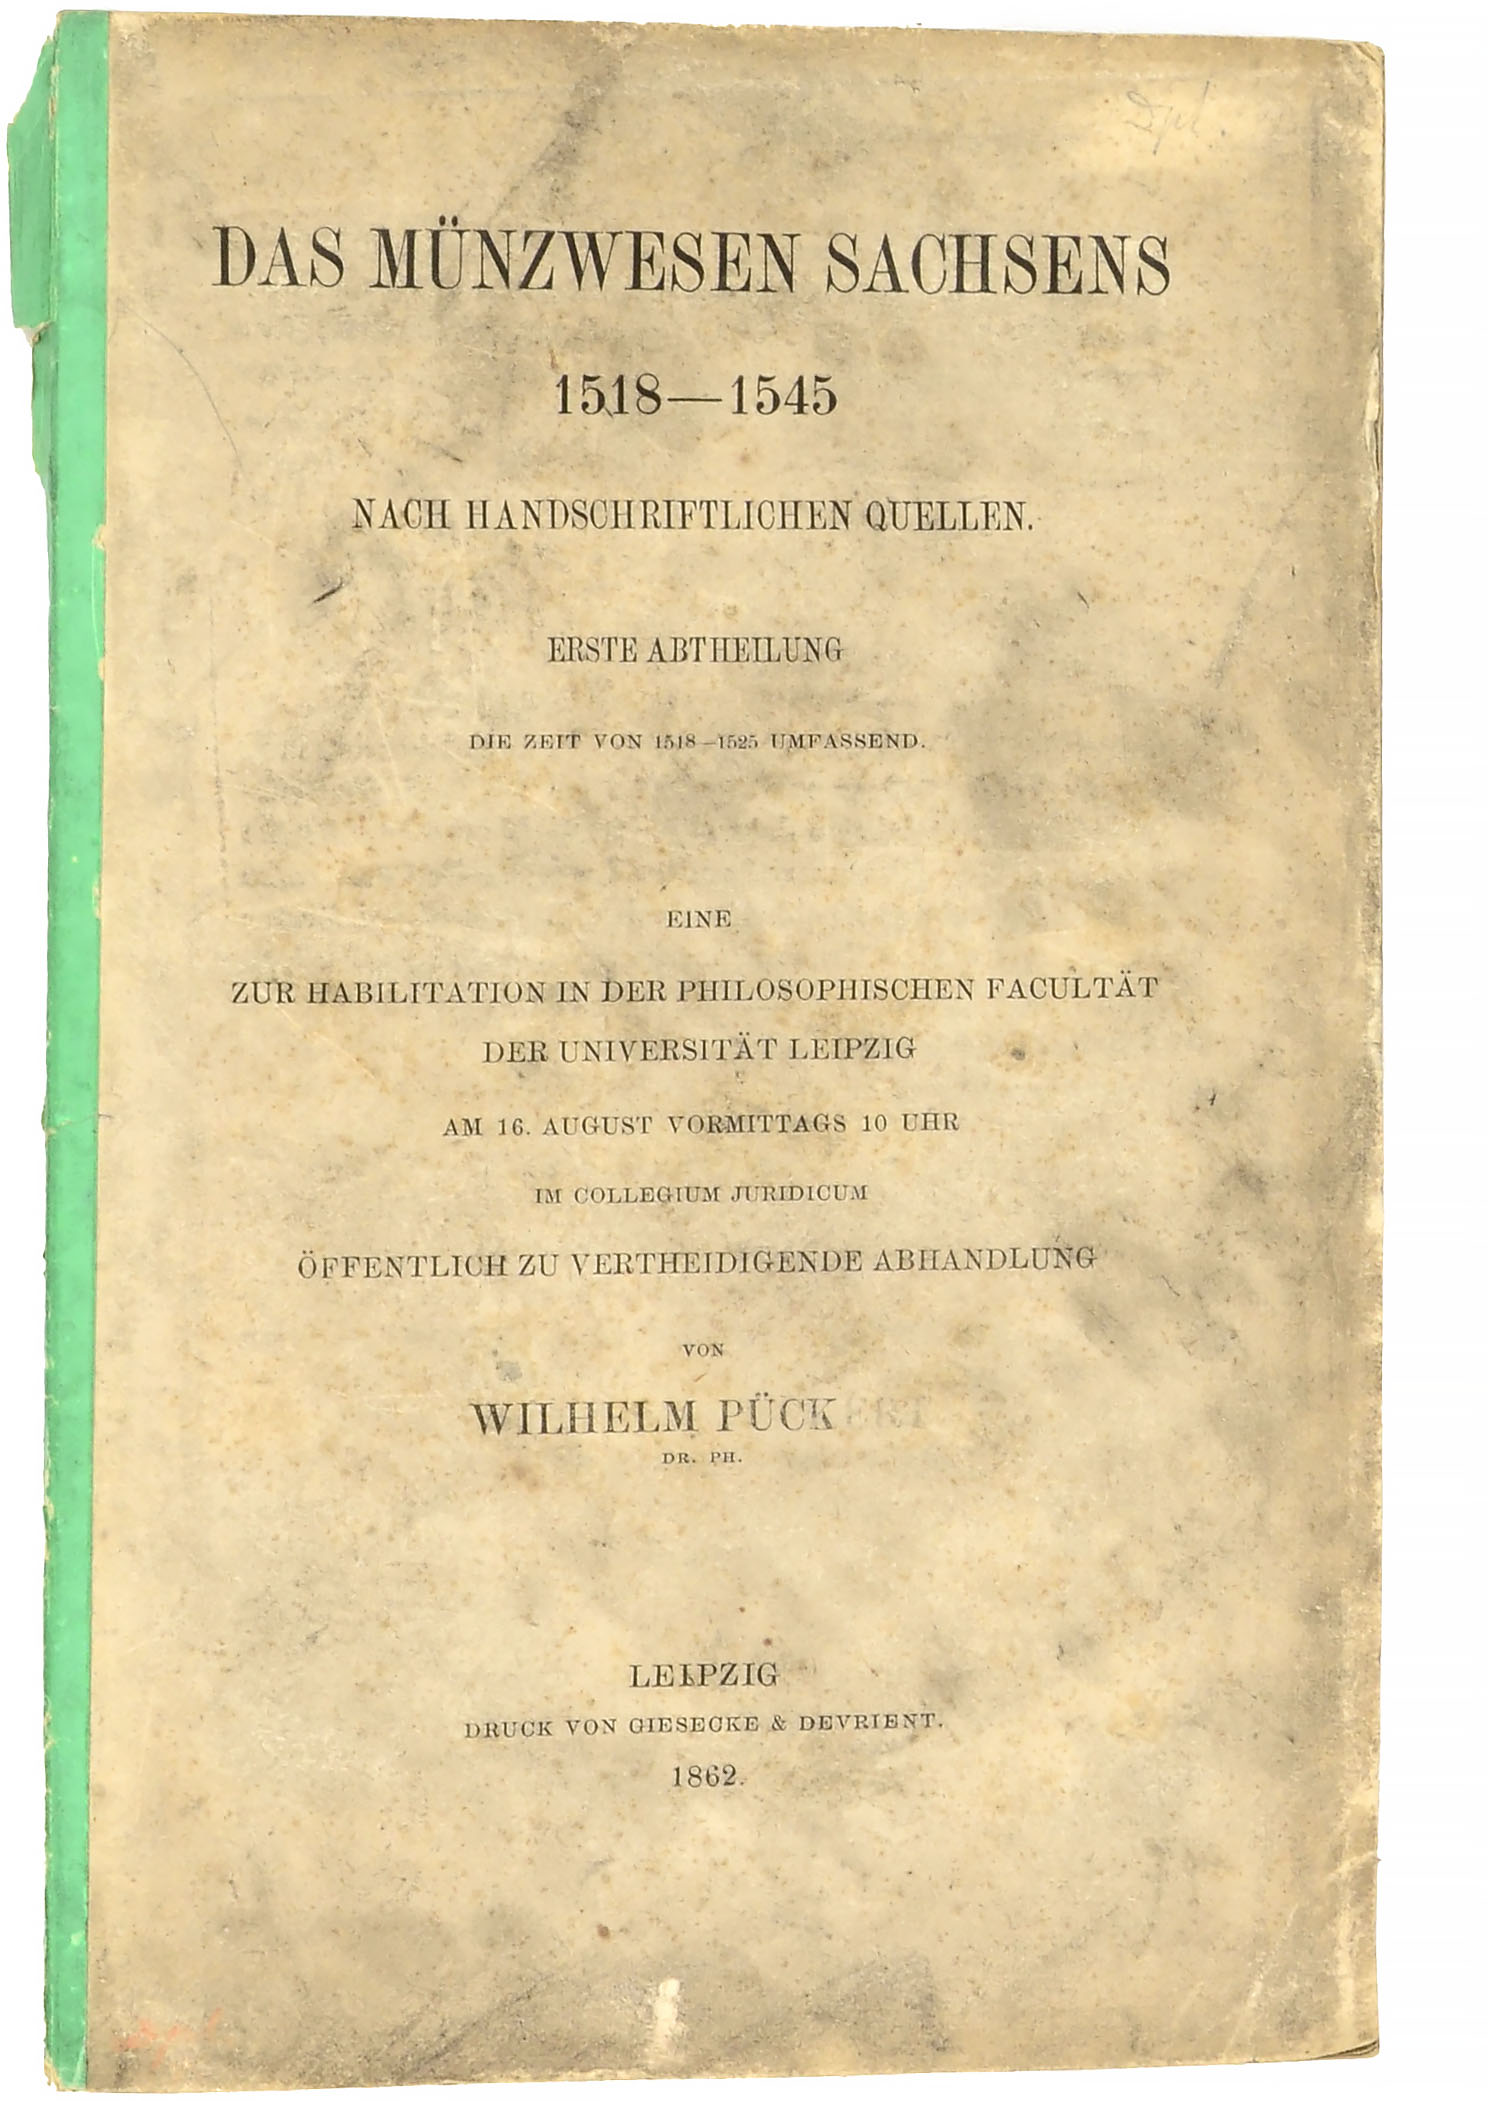 Dpl.
DAS MÜNZWESEN SACHSENS
1518—1545
NACH HANDSCHRIFTLICHEN QUELLEN.
ERSTE ABTHEILUNG
DIE ZEIT VON 1518–1525 UMFASSEND.
EINE
ZUR HABILITATION IN DER PHILOSOPHISCHEN FACULTÄT
DER UNIVERSITÄT LEIPZIG
AM 16. AUGUST VORMITTAGS 10 UHR
IM COLLEGIUM JURIDICUM
ÖFFENTLICH ZU VERTHEIDIGENDE ABHANDLUNG
VON
WILHELM PÜCKERT
DR. PH.
LEIPZIG
DRUCK VON GIESECKE & DEVRIENT.
1862.